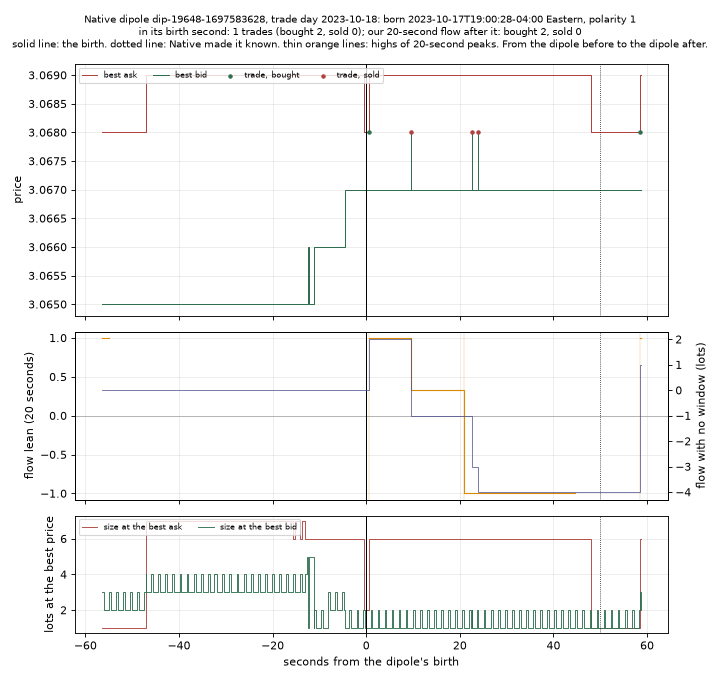 Native dipole dip-19648-1697583628, trade day 2023-10-18: born 2023-10-17T19:00:28-04:00 Eastern, polarity 1
in its birth second: 1 trades (bought 2, sold 0); our 20-second flow after it: bought 2, sold 0
solid line: the birth. dotted line: Native made it known. thin orange lines: highs of 20-second peaks. From the dipole before to the dipole after.
best ask best bid trade, bought trade, sold
3.0690
3.0685
3.0680
3.0675
3.0670
3.0665
3.0660
3.0655
3.0650
price
1.0
0.5
0.0
−0.5
−1.0
flow lean (20 seconds)
2
1
0
−1
−2
−3
−4
flow with no window (lots)
size at the best ask size at the best bid
6
4
2
lots at the best price
−60 −40 −20 0 20 40 60
seconds from the dipole's birth